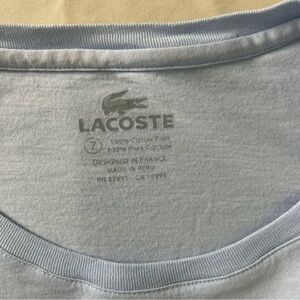 LACOSTE
7
100% COTON PIMA
100% PIMA COTTON
DESIGNED IN FRANCE
MADE IN PERU